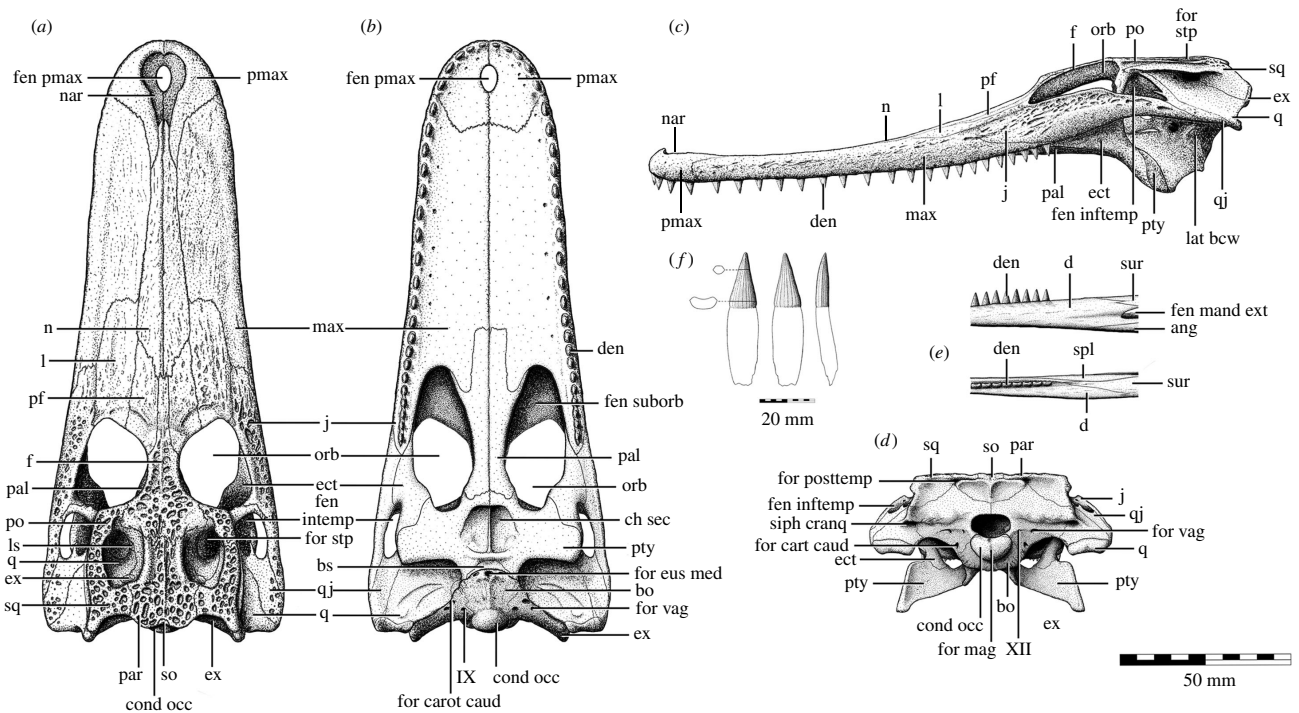 (a)
fen pmax
nar
pmax
n
l
pf
max
j
orb
f
pal
ect
fen
intemp
for stp
po
ls
q
ex
sq
qj
q
par
so
ex
cond occ
(b)
fen pmax
pmax
den
fen suborb
pal
orb
ch sec
pty
bs
for eus med
bo
for vag
ex
IX
cond occ
for carot caud
(c)
nar
n
l
pf
f
orb
po
for
stp
sq
ex
q
pmax
den
max
j
pal
ect
fen inftemp
pty
lat bcw
qj
(f)
20 mm
den
d
sur
fen mand ext
ang
(e)
den
spl
sur
d
(d)
sq
so
par
for posttemp
fen inftemp
siph cranq
for cart caud
ect
pty
j
qj
for vag
q
pty
bo
cond occ
ex
for mag
XII
50 mm